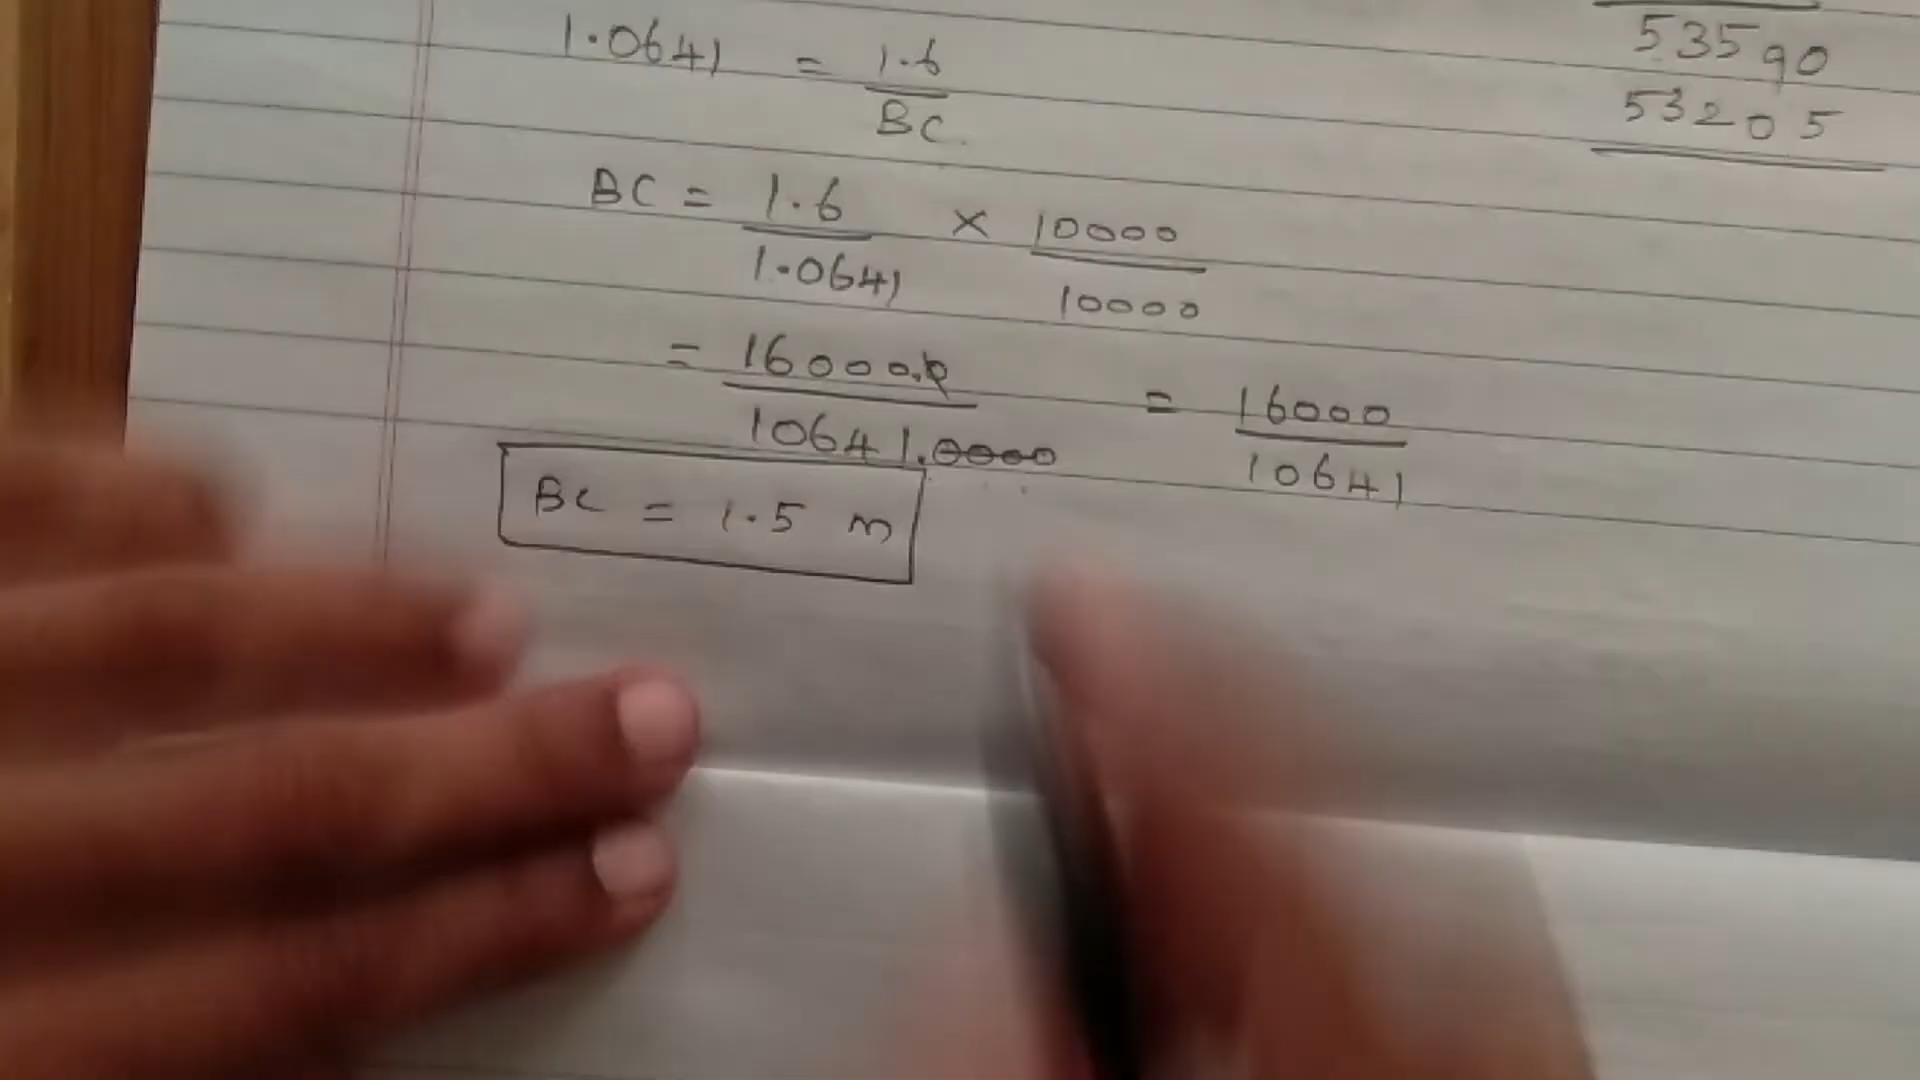 1.0641 = 1.6 / BC
BC = 1.6 / 1.0641 × 10000 / 10000
= 16000.0 / 10641.0000 = 16000 / 10641
BC = 1.5 m
53590
53205